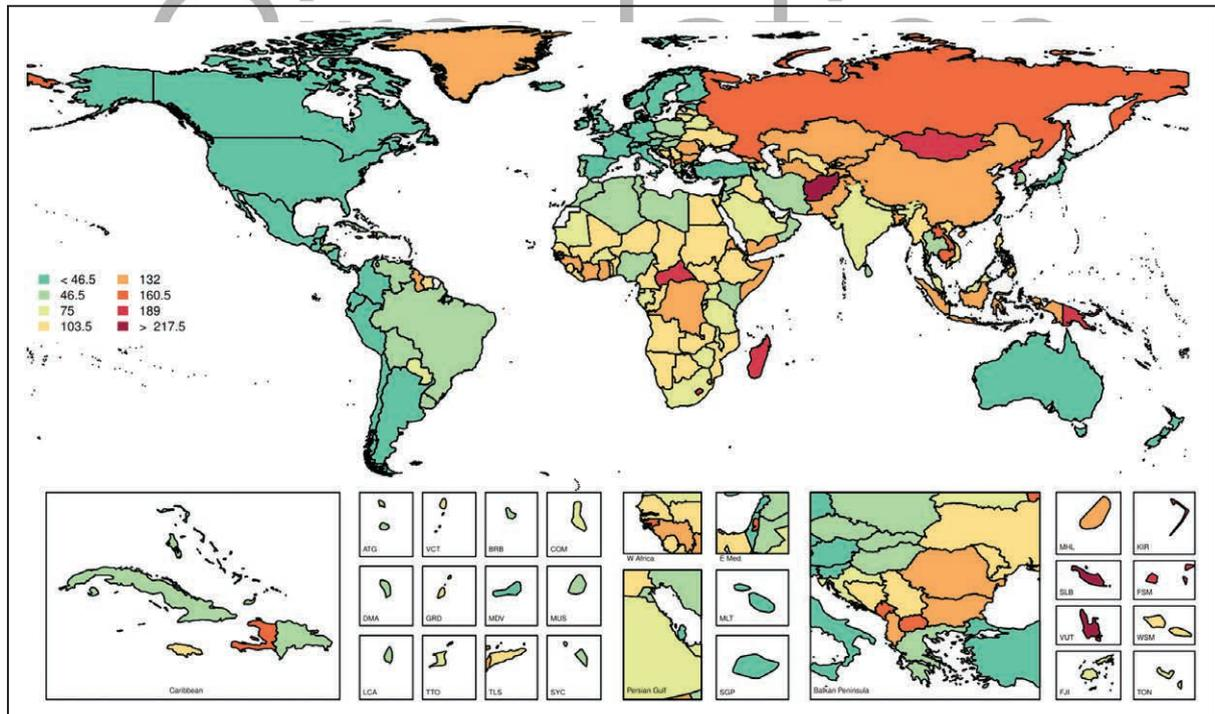 Circulation
< 46.5
46.5
75
103.5
132
160.5
189
> 217.5
Caribbean
ATG
VCT
BRB
COM
DMA
GRD
MDV
MUS
LCA
TTO
TLS
SYC
W Africa
E Med.
Persian Gulf
MLT
SGP
Balkan Peninsula
MHL
KIR
SLB
FSM
VUT
WSM
FJI
TON